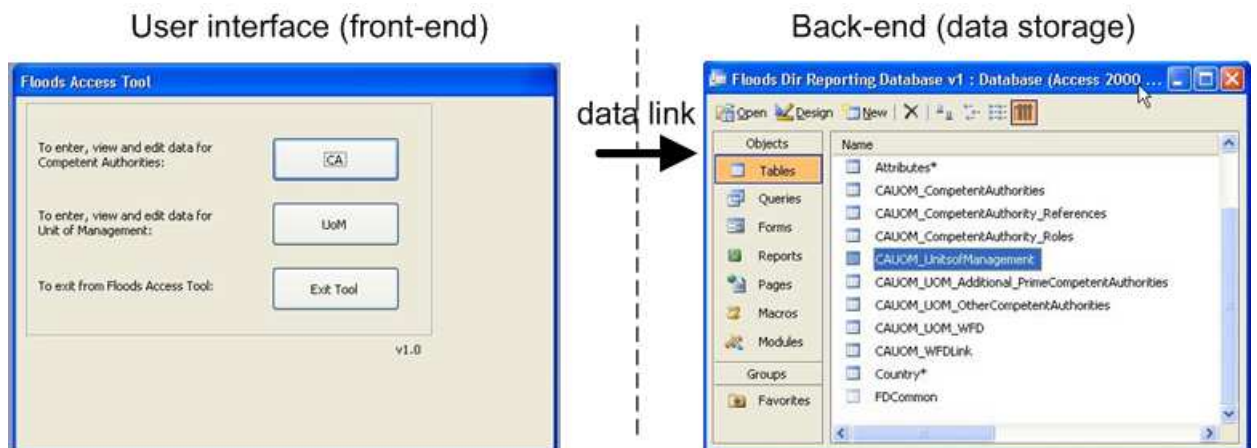 User interface (front-end)
Back-end (data storage)
Floods Access Tool
To enter, view and edit data for
Competent Authorities:
CA
To enter, view and edit data for
Unit of Management:
UoM
To exit from Floods Access Tool:
Exit Tool
v1.0
data link
Floods Dir Reporting Database v1 : Database (Access 2000 ...
Open Design New
Objects
Tables
Queries
Forms
Reports
Pages
Macros
Modules
Groups
Favorites
Name
Attributes*
CAUOM_CompetentAuthorities
CAUOM_CompetentAuthority_References
CAUOM_CompetentAuthority_Roles
CAUOM_UnitsofManagement
CAUOM_UOM_Additional_PrimeCompetentAuthorities
CAUOM_UOM_OtherCompetentAuthorities
CAUOM_UOM_WFD
CAUOM_WFDLink
Country*
FDCommon